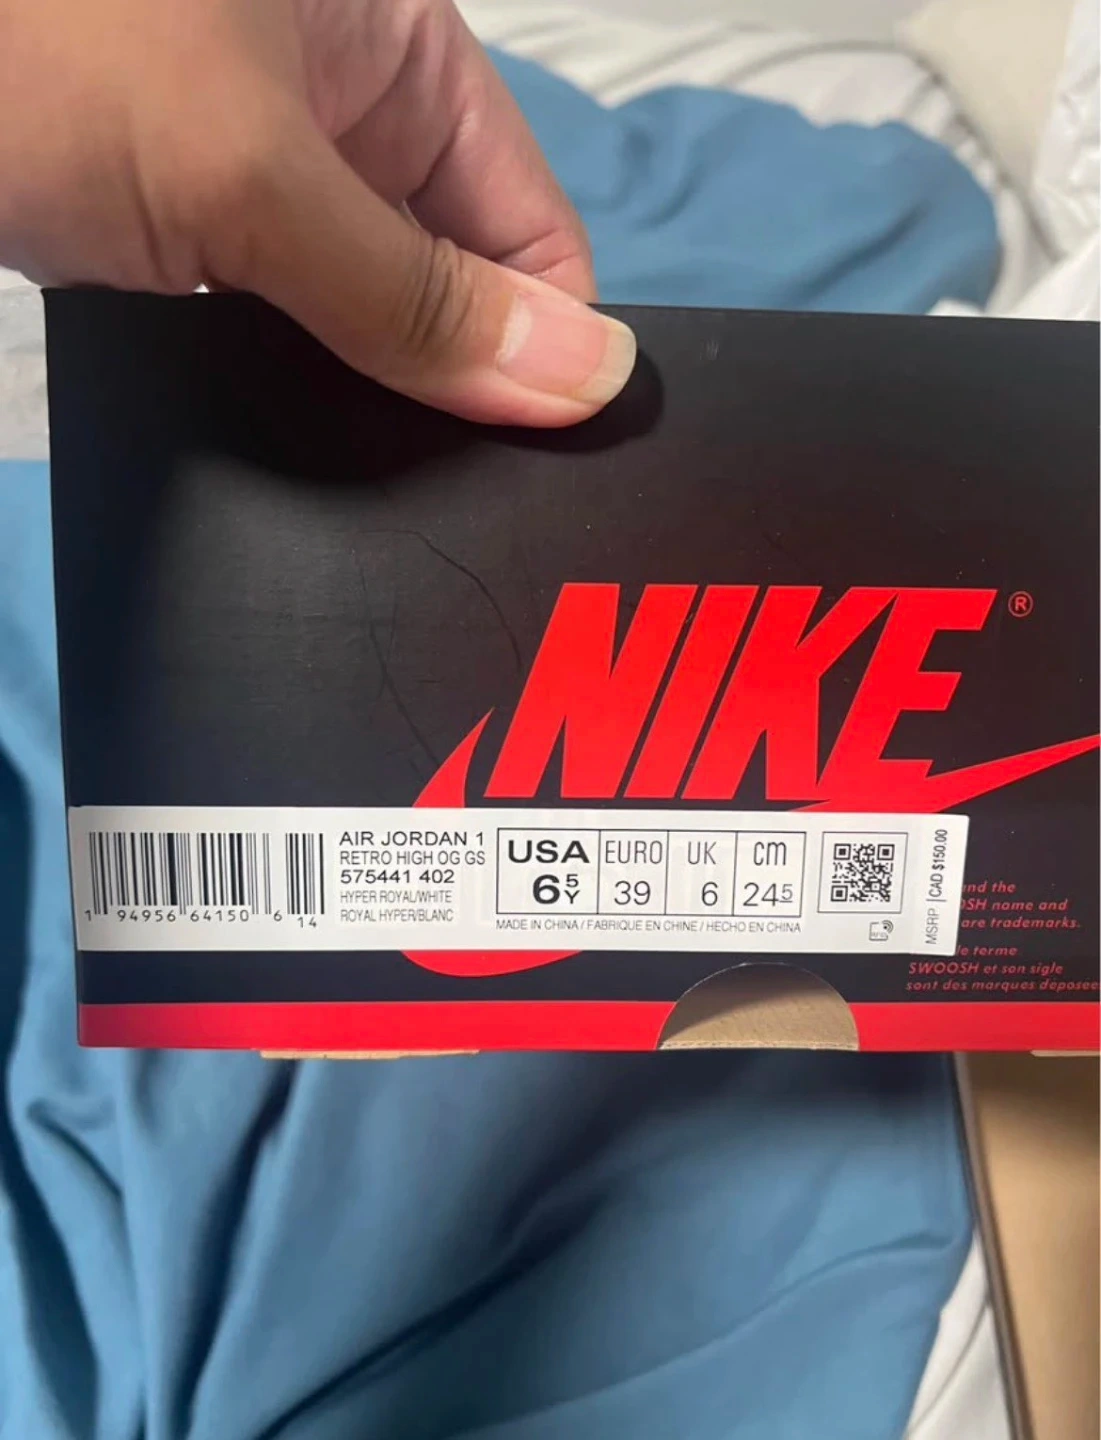 NIKE®
AIR JORDAN 1
RETRO HIGH OG GS
575441 402
HYPER ROYAL/WHITE
ROYAL HYPER/BLANC
1 94956 64150 6 14
USA EURO UK cm
6 5 Y 39 6 24 5
MADE IN CHINA / FABRIQUE EN CHINE / HECHO EN CHINA
MSRP CAD $150.00
and the
name and
are trademarks.
le terme
SWOOSH et son sigle
sont des marques